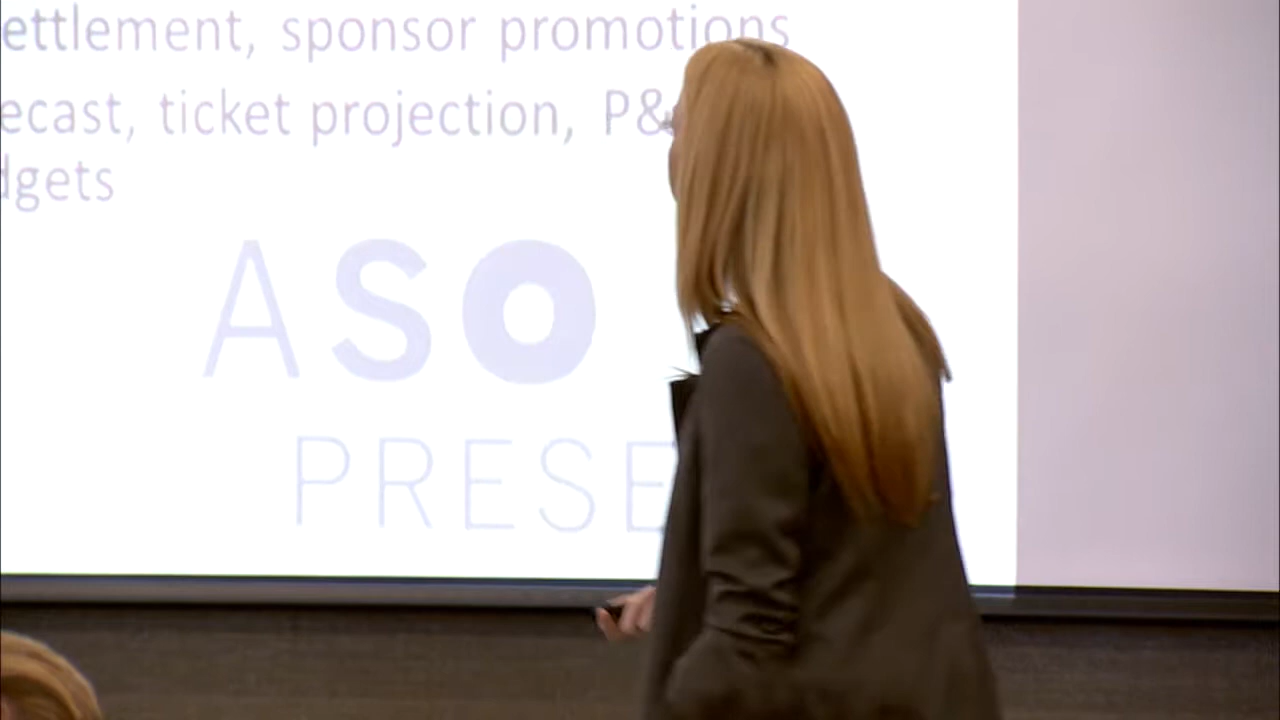 ettlement, sponsor promotions
ecast, ticket projection, P&
dgets
ASO
PRESE